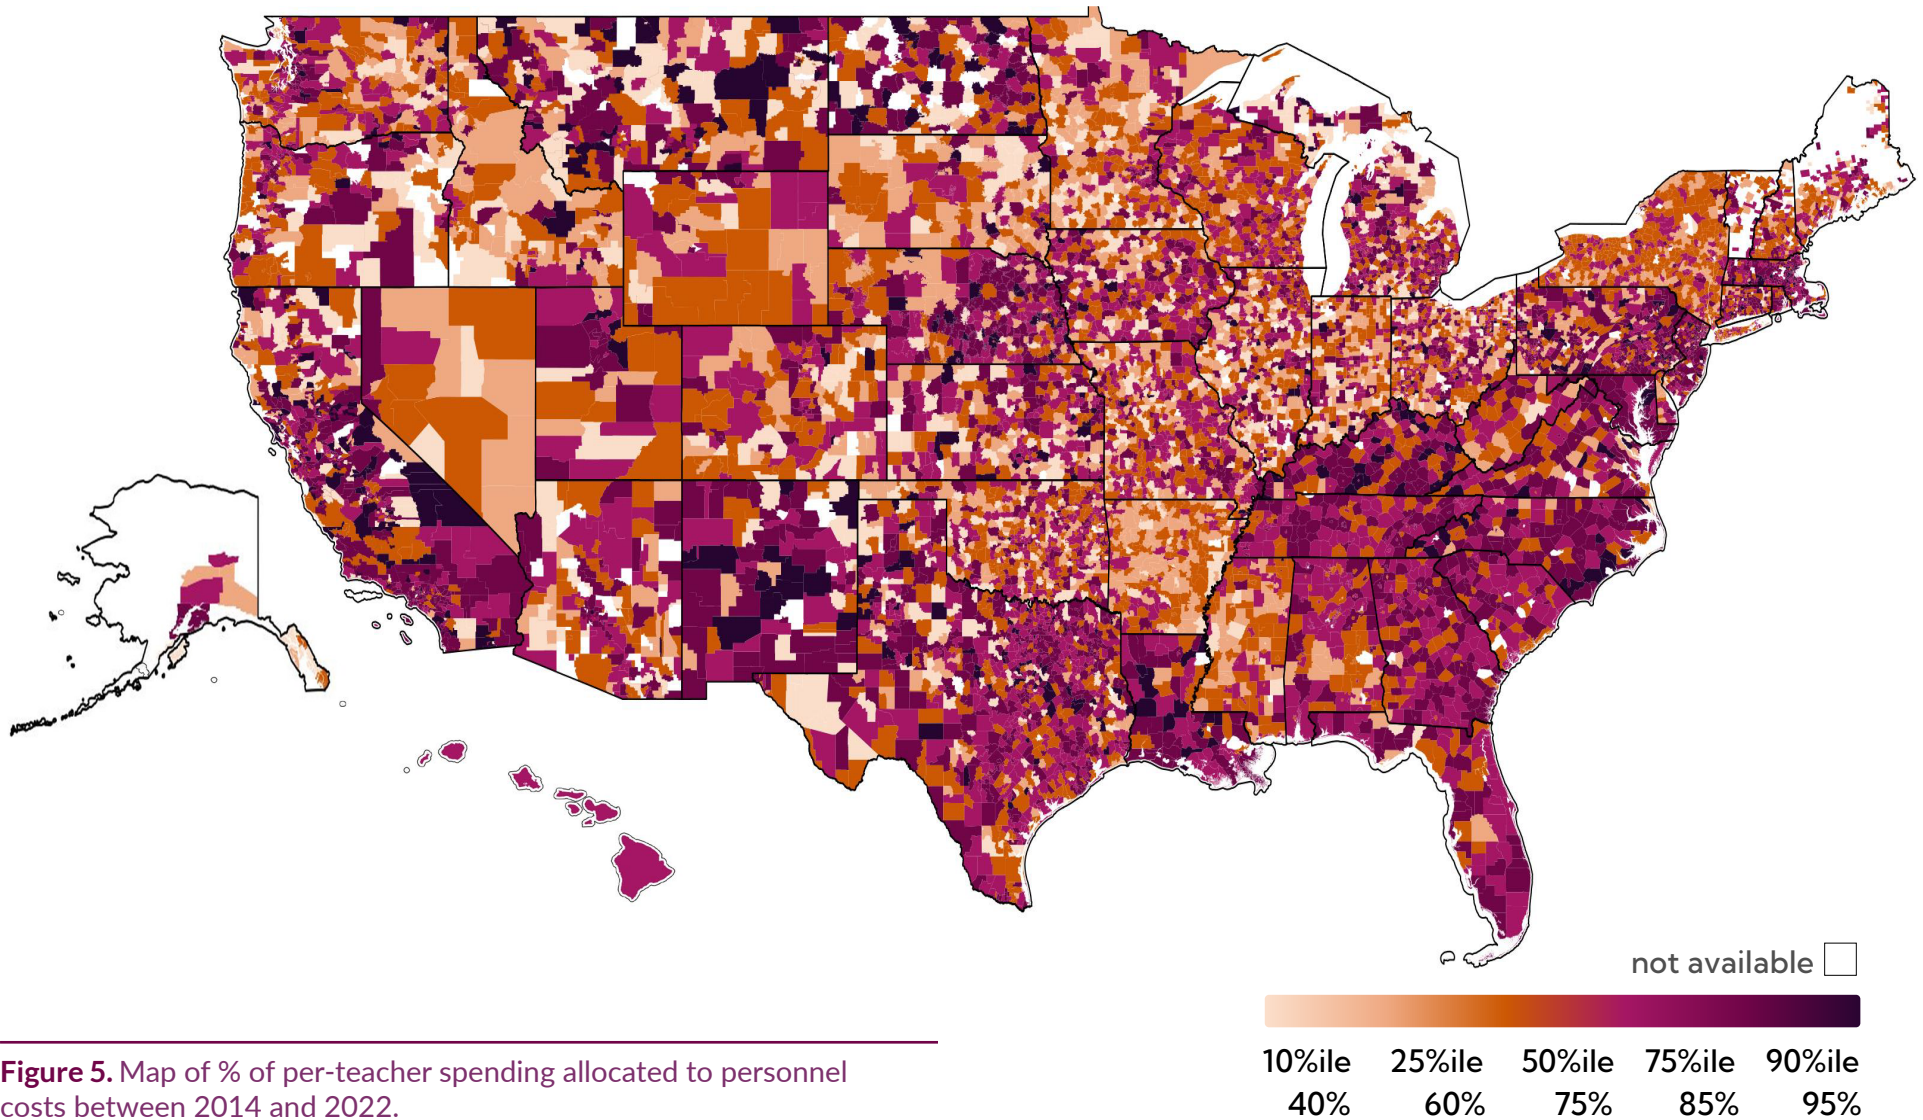 not available
10%ile 25%ile 50%ile 75%ile 90%ile
40% 60% 75% 85% 95%
Figure 5. Map of % of per-teacher spending allocated to personnel
costs between 2014 and 2022.